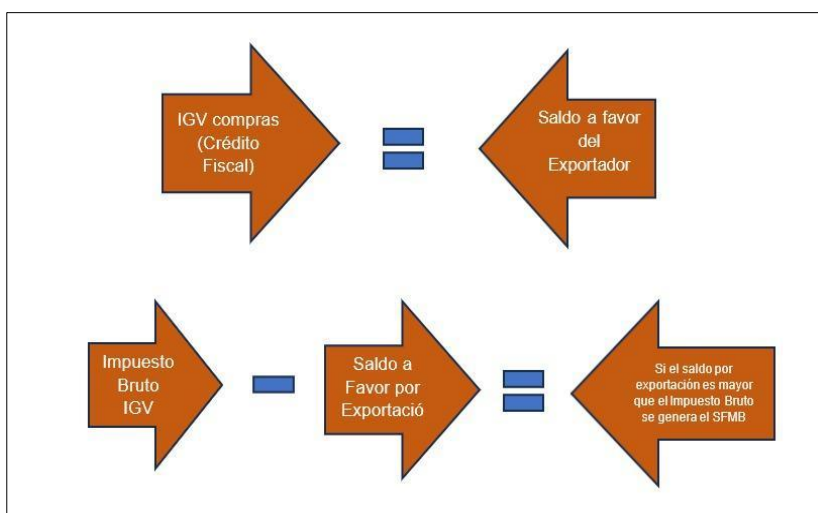 IGV compras
(Crédito
Fiscal)
Saldo a favor
del
Exportador
Impuesto
Bruto
IGV
Saldo a
Favor por
Exportació
Si el saldo por
exportación es mayor
que el Impuesto Bruto
se genera el SFMB